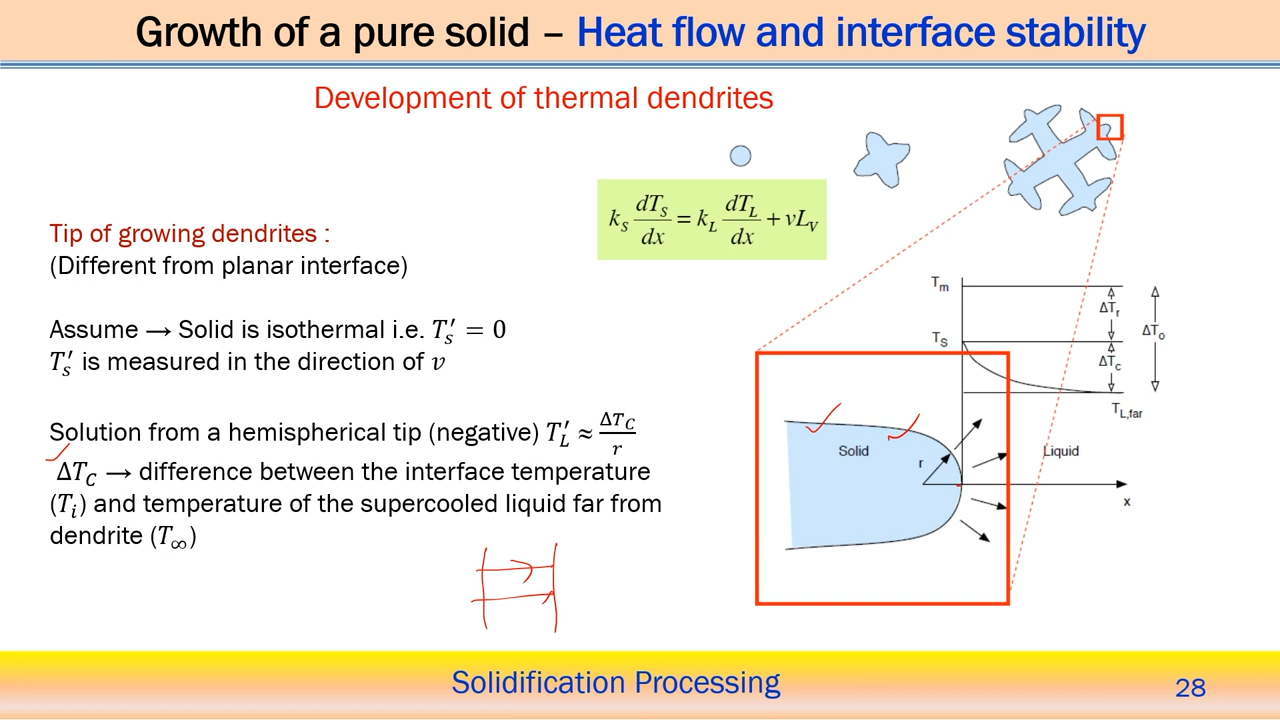 Growth of a pure solid – Heat flow and interface stability
Development of thermal dendrites
k_S dT_S/dx = k_L dT_L/dx + vL_V
Tip of growing dendrites :
(Different from planar interface)
Assume → Solid is isothermal i.e. T_s′ = 0
T_s′ is measured in the direction of v
Solution from a hemispherical tip (negative) T_L′ ≈ ΔT_C/r
ΔT_C → difference between the interface temperature
(T_i) and temperature of the supercooled liquid far from
dendrite (T_∞)
T_m
ΔT_r
ΔT_o
T_S
ΔT_c
T_L,far
Solid
r
Liquid
x
Solidification Processing
28